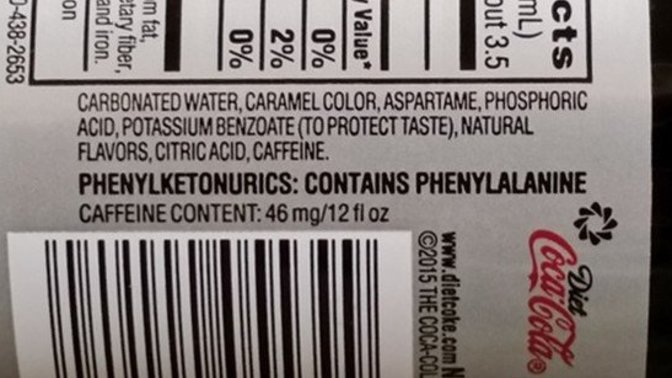 CARBONATED WATER, CARAMEL COLOR, ASPARTAME, PHOSPHORIC
ACID, POTASSIUM BENZOATE (TO PROTECT TASTE), NATURAL
FLAVORS, CITRIC ACID, CAFFEINE.
PHENYLKETONURICS: CONTAINS PHENYLALANINE
CAFFEINE CONTENT: 46 mg/12 fl oz
cts
mL)
out 3.5
Value*
0%
2%
0%
m fat,
etary fiber,
and iron.
on
0-438-2653
Diet
Coca-Cola®
www.dietcoke.com N
©2015 THE COCA-COL